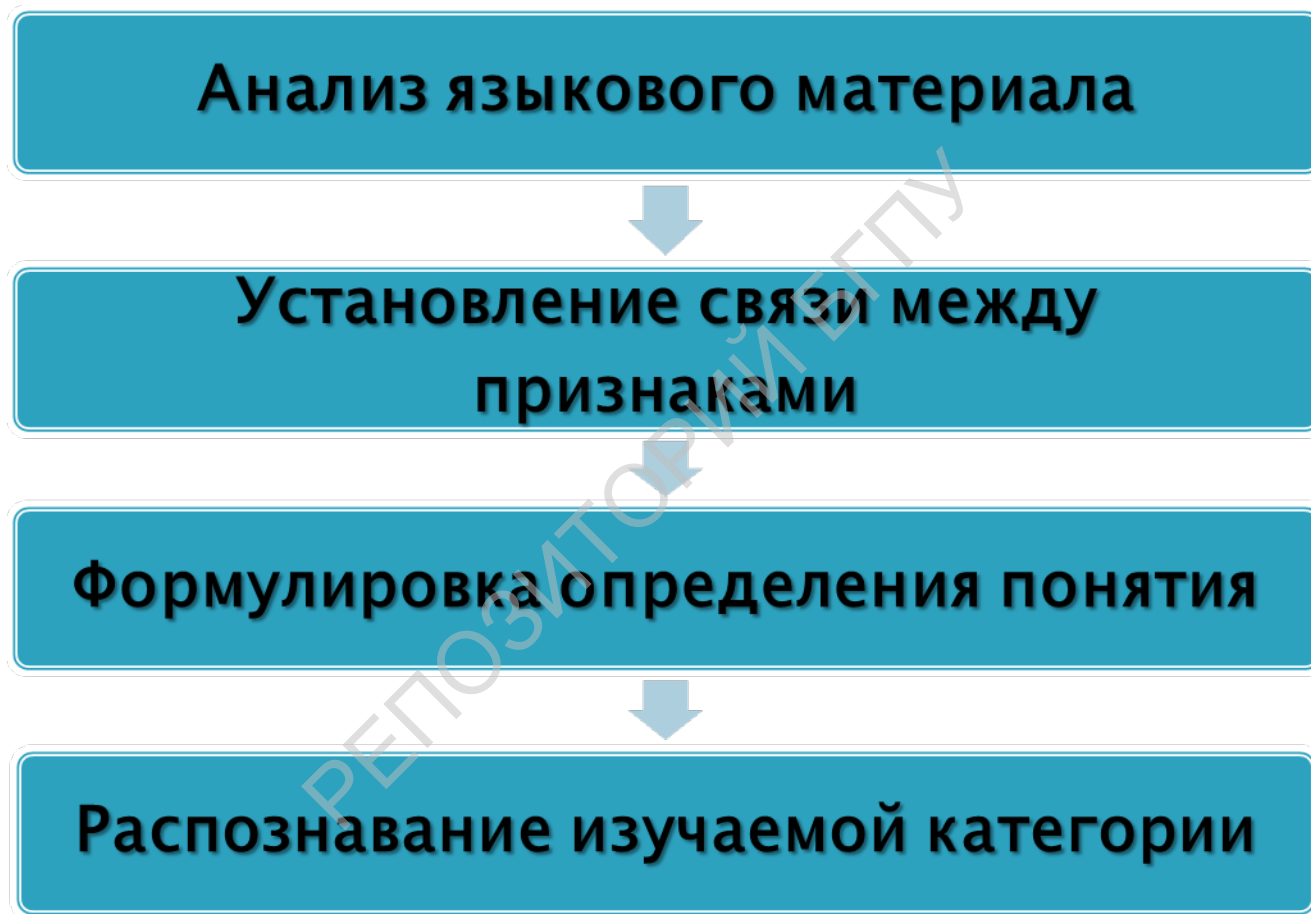 Анализ языкового материала
Установление связи между
признаками
Формулировка определения понятия
Распознавание изучаемой категории
РЕПОЗИТОРИЙ БГПУ